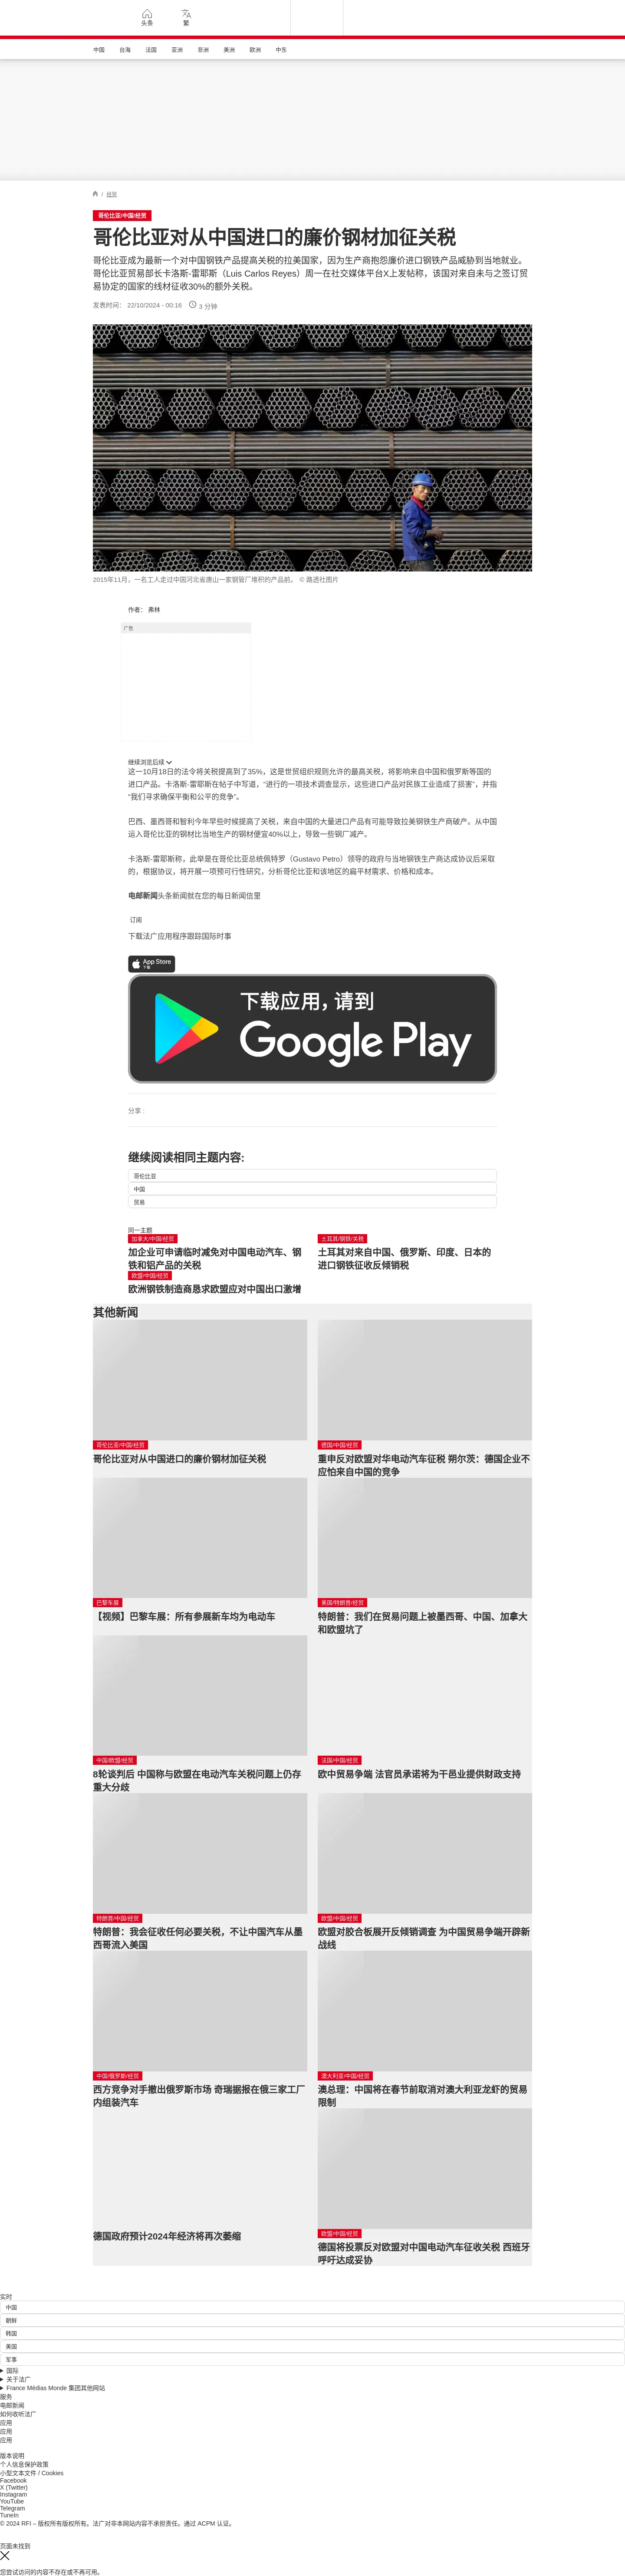 头条
繁
中国
台海
法国
亚洲
非洲
美洲
欧洲
中东
/ 经贸
哥伦比亚/中国/经贸
哥伦比亚对从中国进口的廉价钢材加征关税
哥伦比亚成为最新一个对中国钢铁产品提高关税的拉美国家，因为生产商抱怨廉价进口钢铁产品威胁到当地就业。
哥伦比亚贸易部长卡洛斯-雷耶斯（Luis Carlos Reyes）周一在社交媒体平台X上发帖称，该国对来自未与之签订贸
易协定的国家的线材征收30%的额外关税。
发表时间： 22/10/2024 - 00:16 3 分钟
2015年11月，一名工人走过中国河北省唐山一家钢管厂堆积的产品前。 © 路透社图片
作者： 弗林
广告
继续浏览后续
这一10月18日的法令将关税提高到了35%，这是世贸组织规则允许的最高关税，将影响来自中国和俄罗斯等国的
进口产品。卡洛斯-雷耶斯在帖子中写道，“进行的一项技术调查显示，这些进口产品对民族工业造成了损害”，并指
“我们寻求确保平衡和公平的竞争”。
巴西、墨西哥和智利今年早些时候提高了关税，来自中国的大量进口产品有可能导致拉美钢铁生产商破产。从中国
运入哥伦比亚的钢材比当地生产的钢材便宜40%以上，导致一些钢厂减产。
卡洛斯-雷耶斯称，此举是在哥伦比亚总统佩特罗（Gustavo Petro）领导的政府与当地钢铁生产商达成协议后采取
的，根据协议，将开展一项预可行性研究，分析哥伦比亚和该地区的扁平材需求、价格和成本。
电邮新闻头条新闻就在您的每日新闻信里
订阅
下载法广应用程序跟踪国际时事
App Store
下载
下载应用，请到
Google Play
分享 :
继续阅读相同主题内容:
哥伦比亚
中国
贸易
同一主题
加拿大/中国/经贸
加企业可申请临时减免对中国电动汽车、钢
铁和铝产品的关税
土耳其/钢铁/关税
土耳其对来自中国、俄罗斯、印度、日本的
进口钢铁征收反倾销税
欧盟/中国/经贸
欧洲钢铁制造商恳求欧盟应对中国出口激增
其他新闻
哥伦比亚/中国/经贸
哥伦比亚对从中国进口的廉价钢材加征关税
德国/中国/经贸
重申反对欧盟对华电动汽车征税 朔尔茨：德国企业不
应怕来自中国的竞争
巴黎车展
【视频】巴黎车展：所有参展新车均为电动车
美国/特朗普/经贸
特朗普：我们在贸易问题上被墨西哥、中国、加拿大
和欧盟坑了
中国/欧盟/经贸
8轮谈判后 中国称与欧盟在电动汽车关税问题上仍存
重大分歧
法国/中国/经贸
欧中贸易争端 法官员承诺将为干邑业提供财政支持
特朗普/中国/经贸
特朗普：我会征收任何必要关税，不让中国汽车从墨
西哥流入美国
欧盟/中国/经贸
欧盟对胶合板展开反倾销调查 为中国贸易争端开辟新
战线
中国/俄罗斯/经贸
西方竞争对手撤出俄罗斯市场 奇瑞据报在俄三家工厂
内组装汽车
澳大利亚/中国/经贸
澳总理：中国将在春节前取消对澳大利亚龙虾的贸易
限制
德国政府预计2024年经济将再次萎缩
欧盟/中国/经贸
德国将投票反对欧盟对中国电动汽车征收关税 西班牙
呼吁达成妥协
实时
中国
朝鲜
韩国
美国
军事
国际
关于法广
France Médias Monde 集团其他网站
服务
电邮新闻
如何收听法广
应用
应用
应用
版本说明
个人信息保护政策
小型文本文件 / Cookies
Facebook
X (Twitter)
Instagram
YouTube
Telegram
TuneIn
© 2024 RFI – 版权所有版权所有。法广对非本网站内容不承担责任。通过 ACPM 认证。
页面未找到
您尝试访问的内容不存在或不再可用。